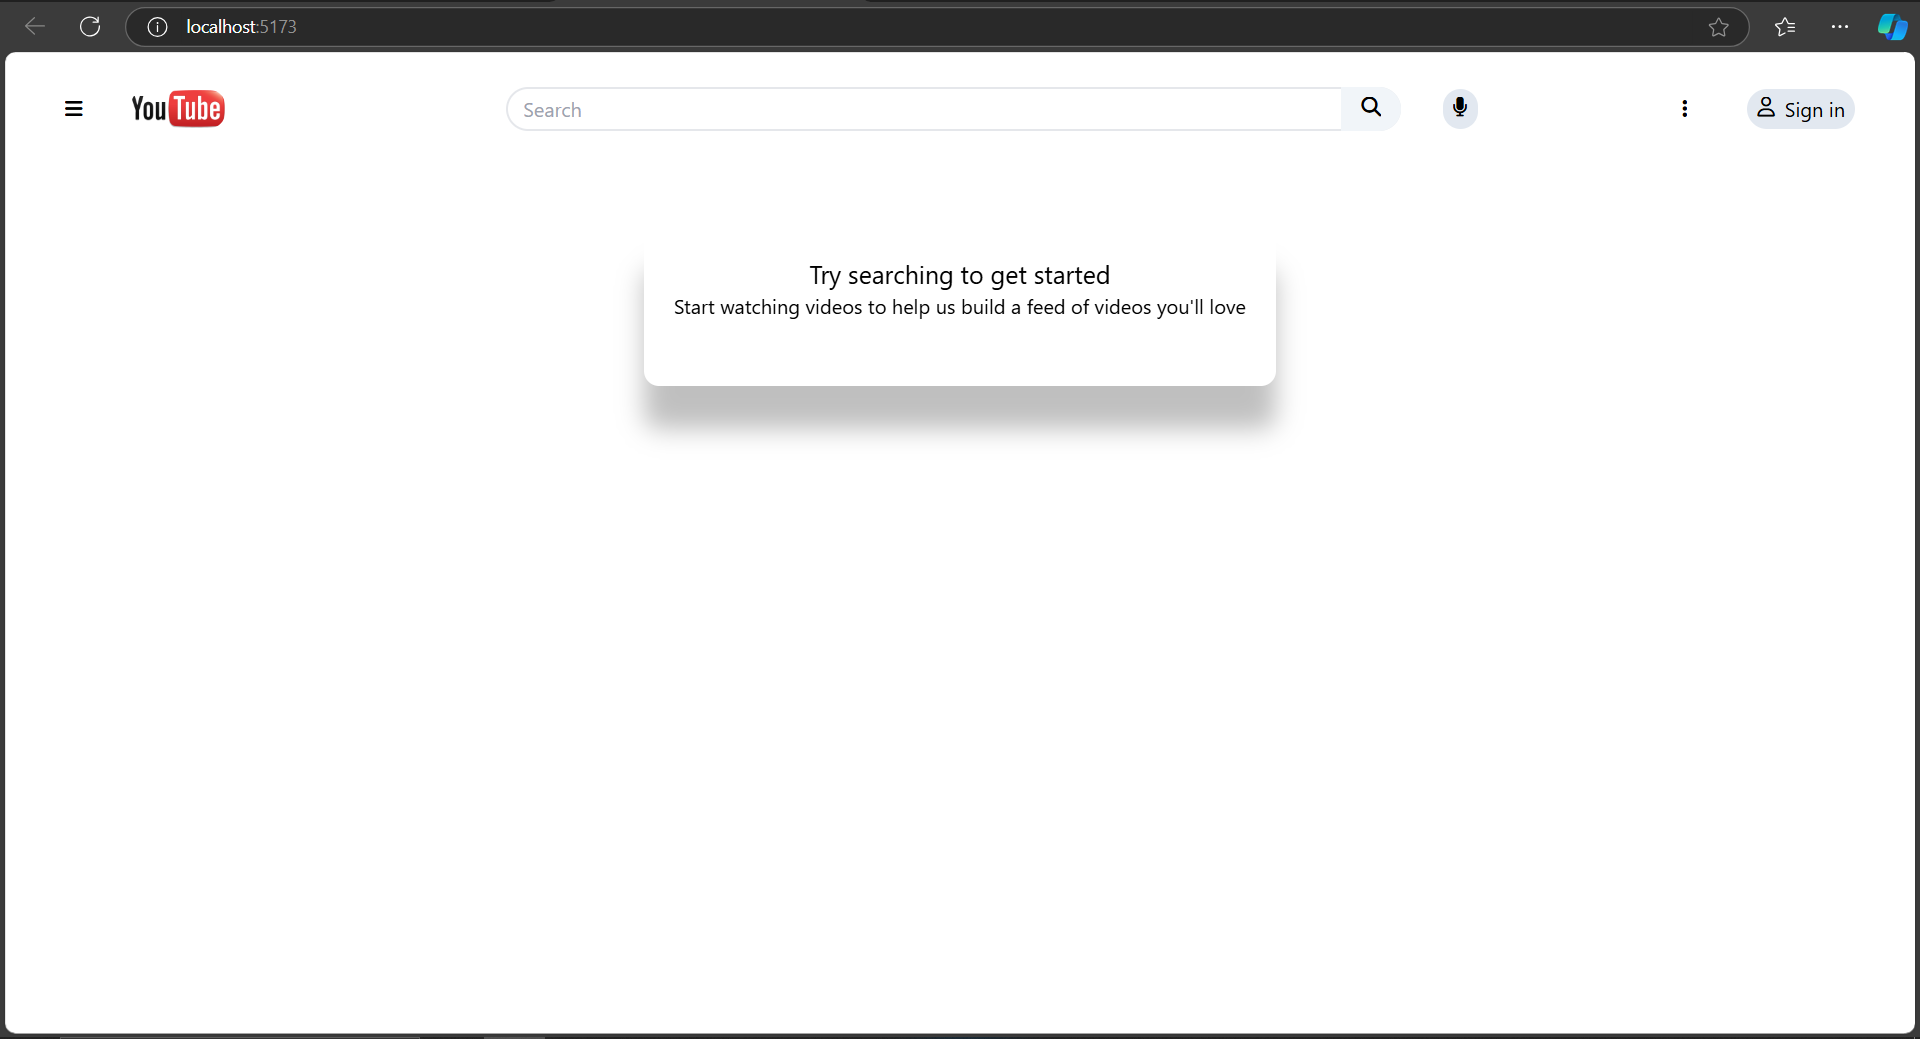 localhost:5173
YouTube
Search
Sign in
Try searching to get started
Start watching videos to help us build a feed of videos you'll love